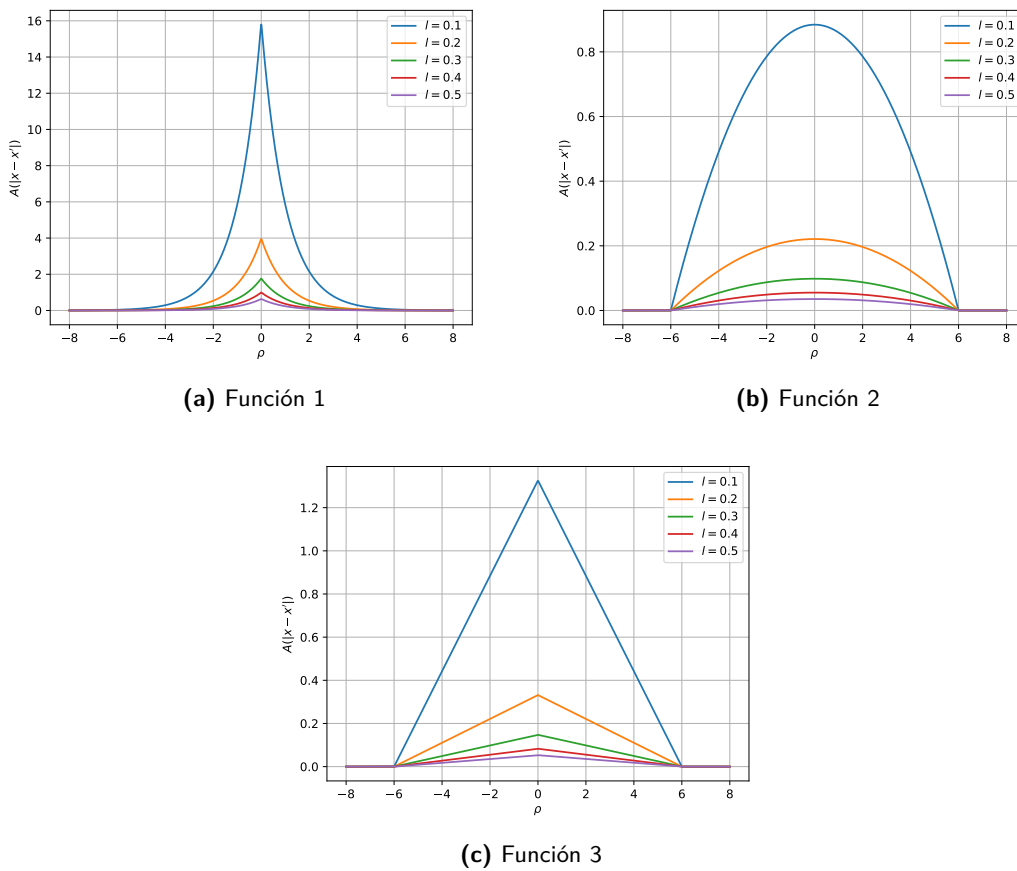 16
14
12
10
8
6
4
2
0
A(|x − x'|)
−8 −6 −4 −2 0 2 4 6 8
ρ
l = 0.1
l = 0.2
l = 0.3
l = 0.4
l = 0.5
(a) Función 1
0.8
0.6
0.4
0.2
0.0
A(|x − x'|)
−8 −6 −4 −2 0 2 4 6 8
ρ
l = 0.1
l = 0.2
l = 0.3
l = 0.4
l = 0.5
(b) Función 2
1.2
1.0
0.8
0.6
0.4
0.2
0.0
A(|x − x'|)
−8 −6 −4 −2 0 2 4 6 8
ρ
l = 0.1
l = 0.2
l = 0.3
l = 0.4
l = 0.5
(c) Función 3